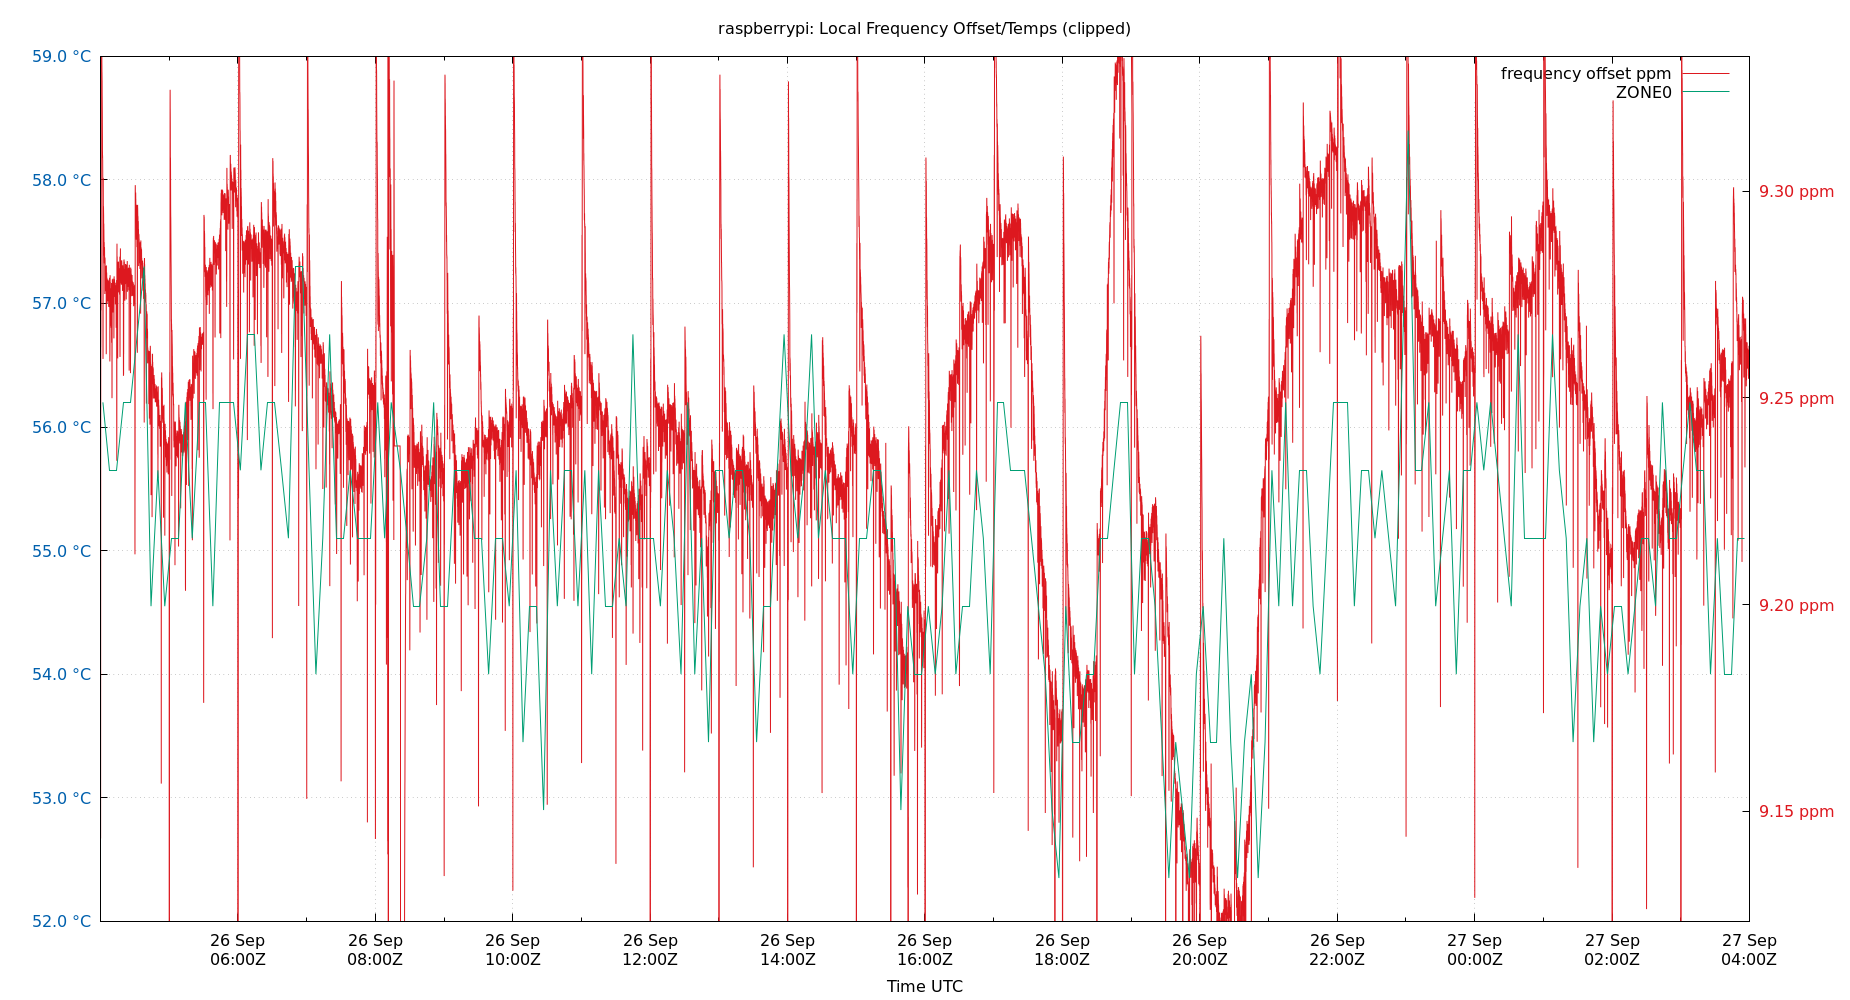 raspberrypi: Local Frequency Offset/Temps (clipped)
59.0 °C
58.0 °C
57.0 °C
56.0 °C
55.0 °C
54.0 °C
53.0 °C
52.0 °C
frequency offset ppm
ZONE0
9.30 ppm
9.25 ppm
9.20 ppm
9.15 ppm
26 Sep 26 Sep 26 Sep 26 Sep 26 Sep 26 Sep 26 Sep 26 Sep 26 Sep 27 Sep 27 Sep 27 Sep
06:00Z 08:00Z 10:00Z 12:00Z 14:00Z 16:00Z 18:00Z 20:00Z 22:00Z 00:00Z 02:00Z 04:00Z
Time UTC